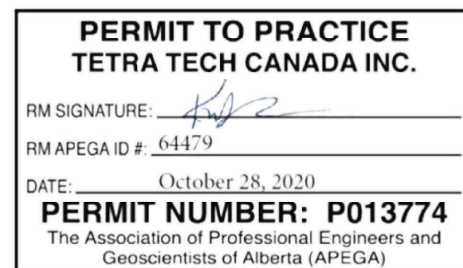 PERMIT TO PRACTICE
TETRA TECH CANADA INC.
RM SIGNATURE:
RM APEGA ID #: 64479
DATE: October 28, 2020
PERMIT NUMBER: P013774
The Association of Professional Engineers and
Geoscientists of Alberta (APEGA)